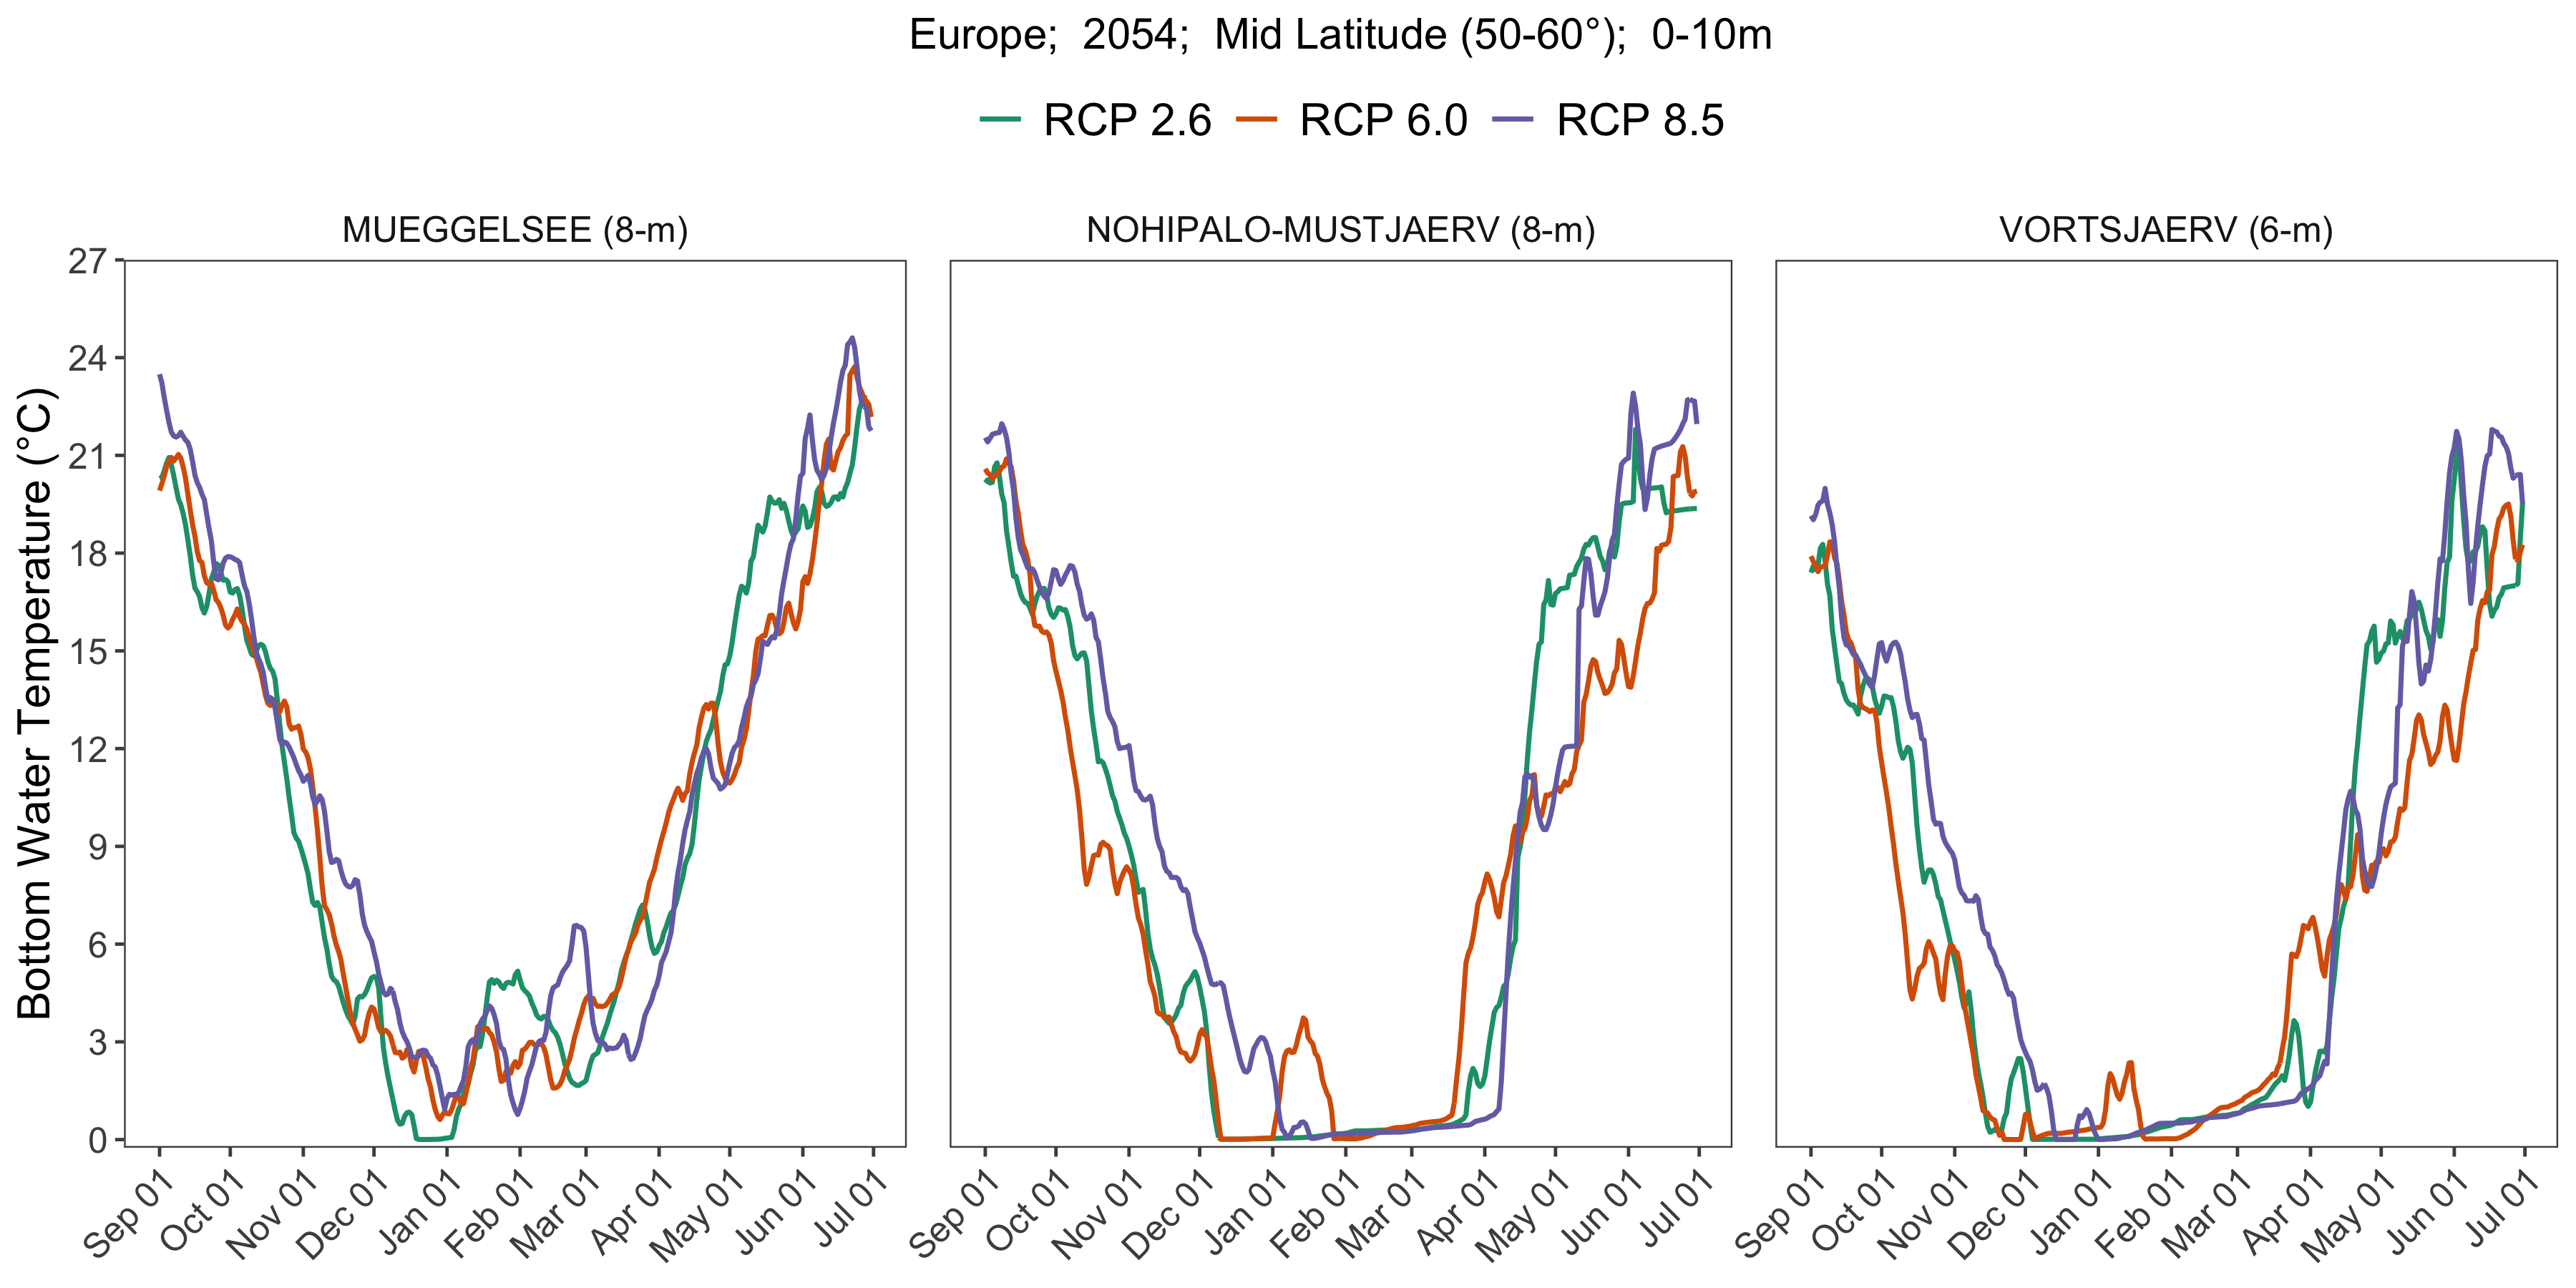 Europe;  2054;  Mid Latitude (50-60°);  0-10m
RCP 2.6 RCP 6.0 RCP 8.5
MUEGGELSEE (8-m) NOHIPALO-MUSTJAERV (8-m) VORTSJAERV (6-m)
Bottom Water Temperature (°C)
27
24
21
18
15
12
9
6
3
0
Sep 01 Oct 01 Nov 01 Dec 01 Jan 01 Feb 01 Mar 01 Apr 01 May 01 Jun 01 Jul 01
Sep 01 Oct 01 Nov 01 Dec 01 Jan 01 Feb 01 Mar 01 Apr 01 May 01 Jun 01 Jul 01
Sep 01 Oct 01 Nov 01 Dec 01 Jan 01 Feb 01 Mar 01 Apr 01 May 01 Jun 01 Jul 01